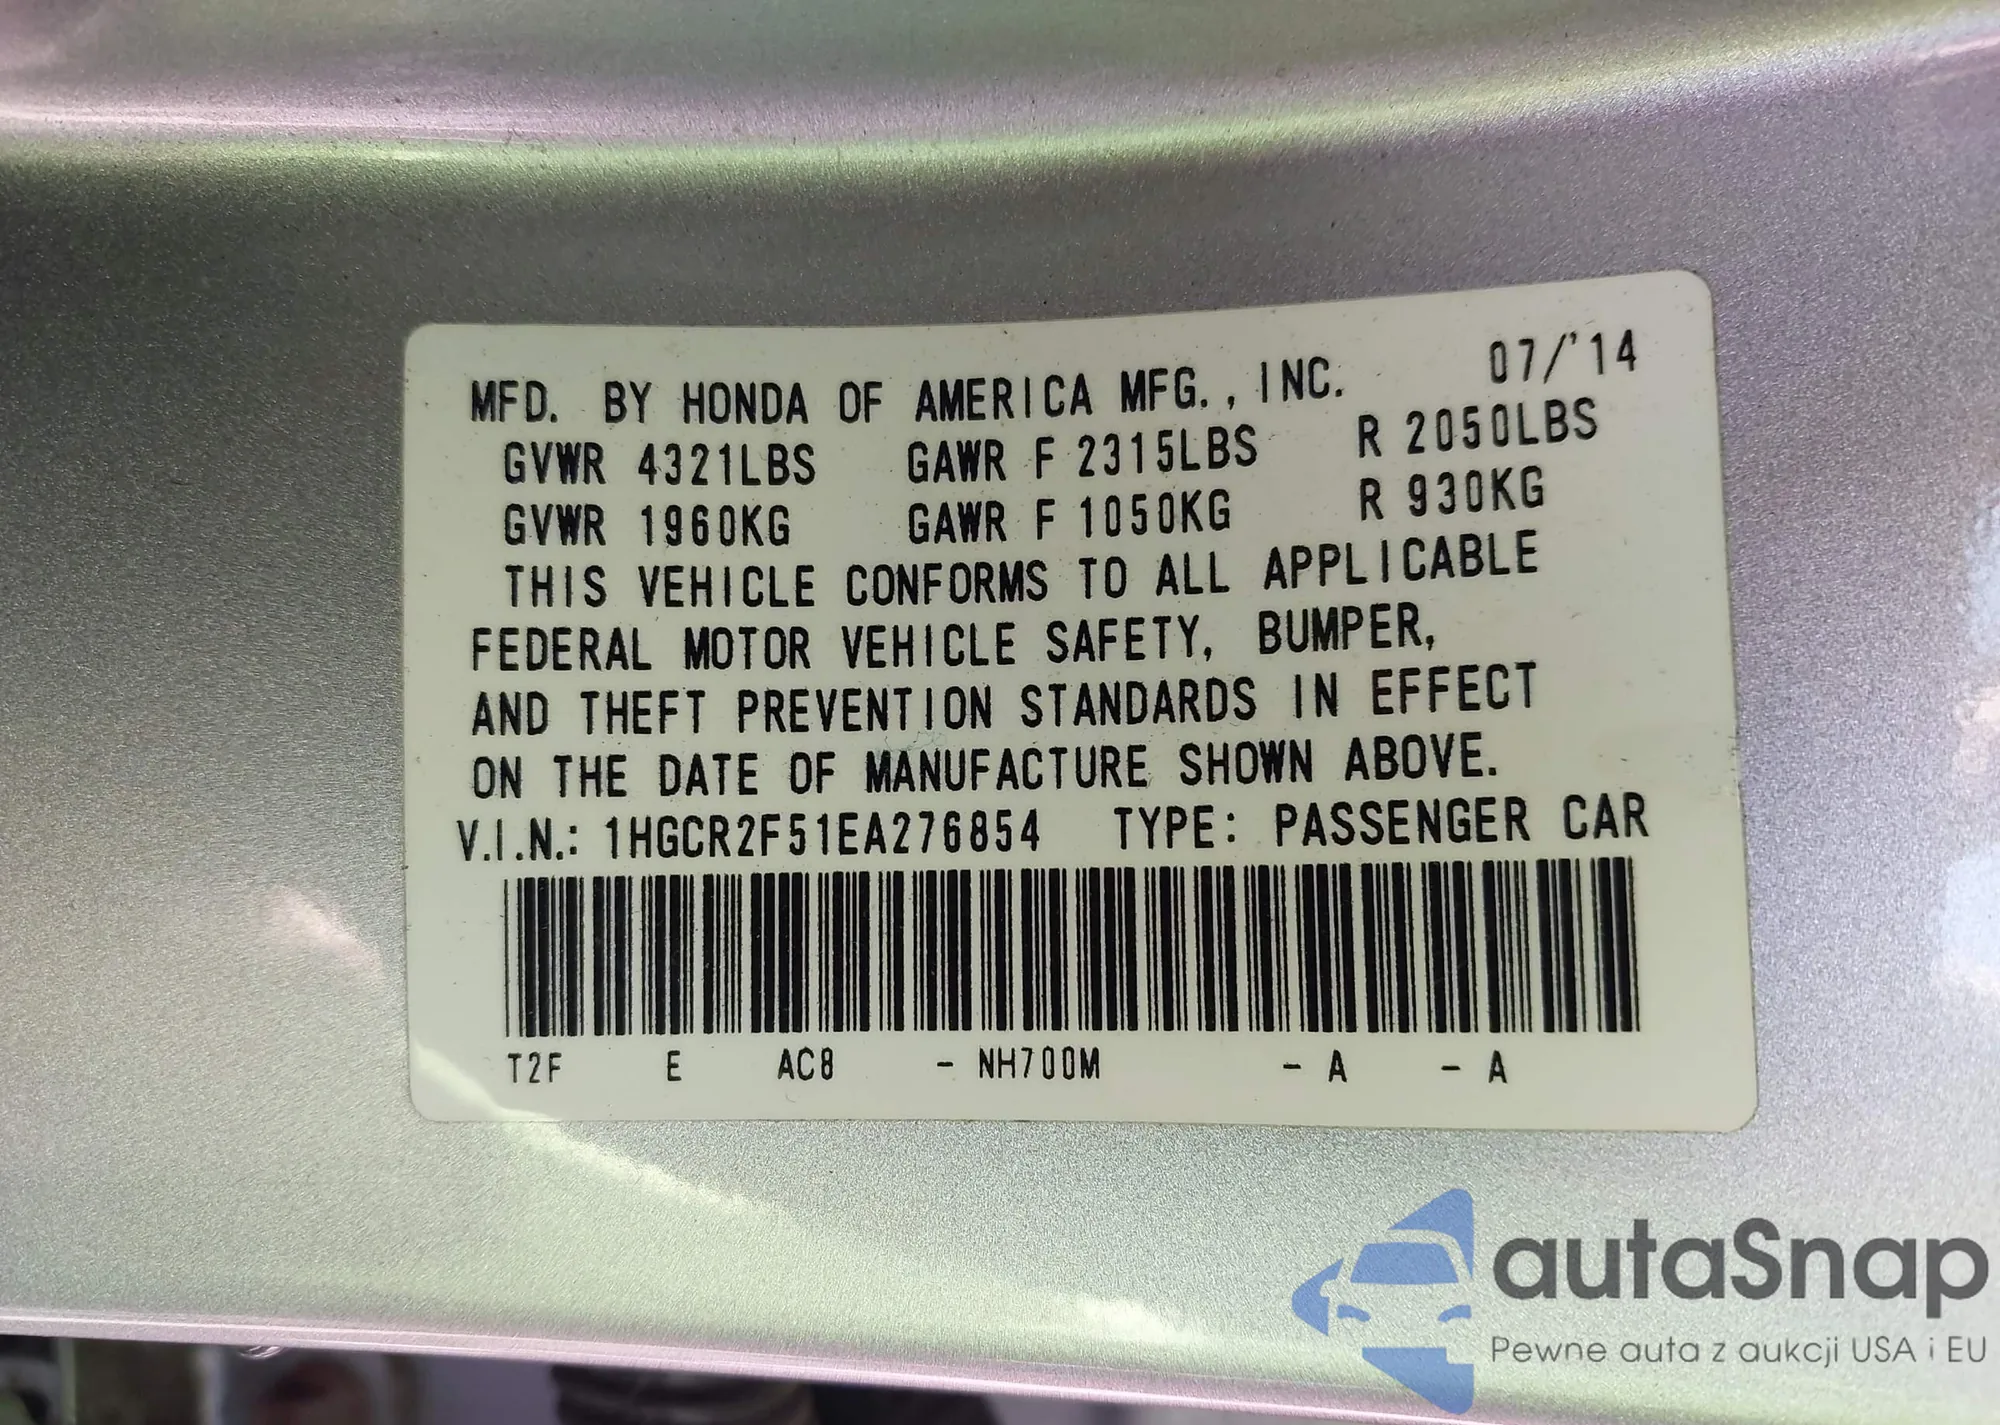 MFD. BY HONDA OF AMERICA MFG., INC. 07/'14
GVWR 4321LBS GAWR F 2315LBS R 2050LBS
GVWR 1960KG GAWR F 1050KG R 930KG
THIS VEHICLE CONFORMS TO ALL APPLICABLE
FEDERAL MOTOR VEHICLE SAFETY, BUMPER,
AND THEFT PREVENTION STANDARDS IN EFFECT
ON THE DATE OF MANUFACTURE SHOWN ABOVE.
V.I.N.: 1HGCR2F51EA276854 TYPE: PASSENGER CAR
T2F E AC8 - NH700M - A - A
autaSnap
Pewne auta z aukcji USA i EU